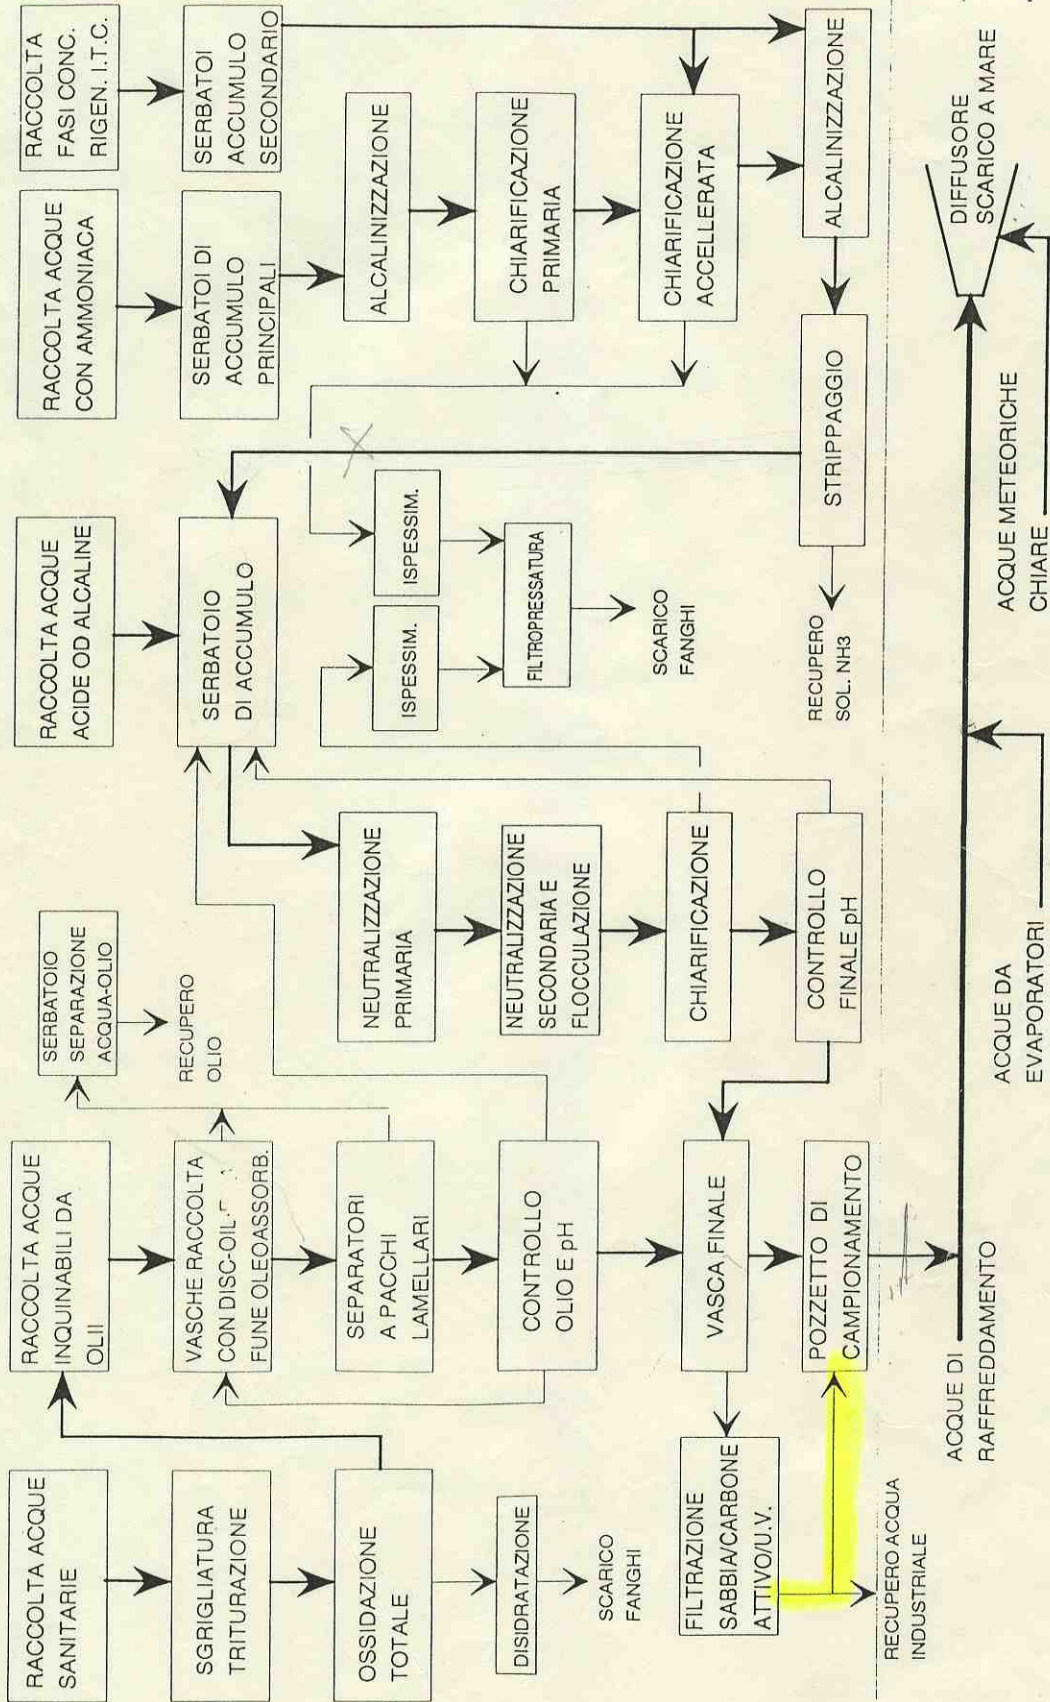 RACCOLTA ACQUE
SANITARIE
SGRIGLIATURA
TRITURAZIONE
OSSIDAZIONE
TOTALE
DISIDRATAZIONE
SCARICO
FANGHI
RACCOLTA ACQUE
INQUINABILI DA
OLII
VASCHE RACCOLTA
CON DISC-OIL
FUNE OLEOASSORB.
SEPARATORI
A PACCHI
LAMELLARI
CONTROLLO
OLIO E pH
VASCA FINALE
POZZETTO DI
CAMPIONAMENTO
FILTRAZIONE
SABBIA/CARBONE
ATTIVO/U.V.
RECUPERO ACQUA
INDUSTRIALE
SERBATOIO
SEPARAZIONE
ACQUA-OLIO
RECUPERO
OLIO
RACCOLTA ACQUE
ACIDE OD ALCALINE
SERBATOIO
DI ACCUMULO
NEUTRALIZZAZIONE
PRIMARIA
NEUTRALIZZAZIONE
SECONDARIA E
FLOCCULAZIONE
CHIARIFICAZIONE
CONTROLLO
FINALE pH
ISPESSIM.
ISPESSIM.
FILTROPRESSATURA
SCARICO
FANGHI
RACCOLTA ACQUE
CON AMMONIACA
SERBATOI DI
ACCUMULO
PRINCIPALI
RACCOLTA
FASI CONC.
RIGEN. I.T.C.
SERBATOI
ACCUMULO
SECONDARIO
ALCALINIZZAZIONE
CHIARIFICAZIONE
PRIMARIA
CHIARIFICAZIONE
ACCELLERATA
ALCALINIZZAZIONE
STRIPPAGGIO
RECUPERO
SOL. NH3
ACQUE DI
RAFFREDDAMENTO
ACQUE DA
EVAPORATORI
ACQUE METEORICHE
CHIARE
DIFFUSORE
SCARICO A MARE